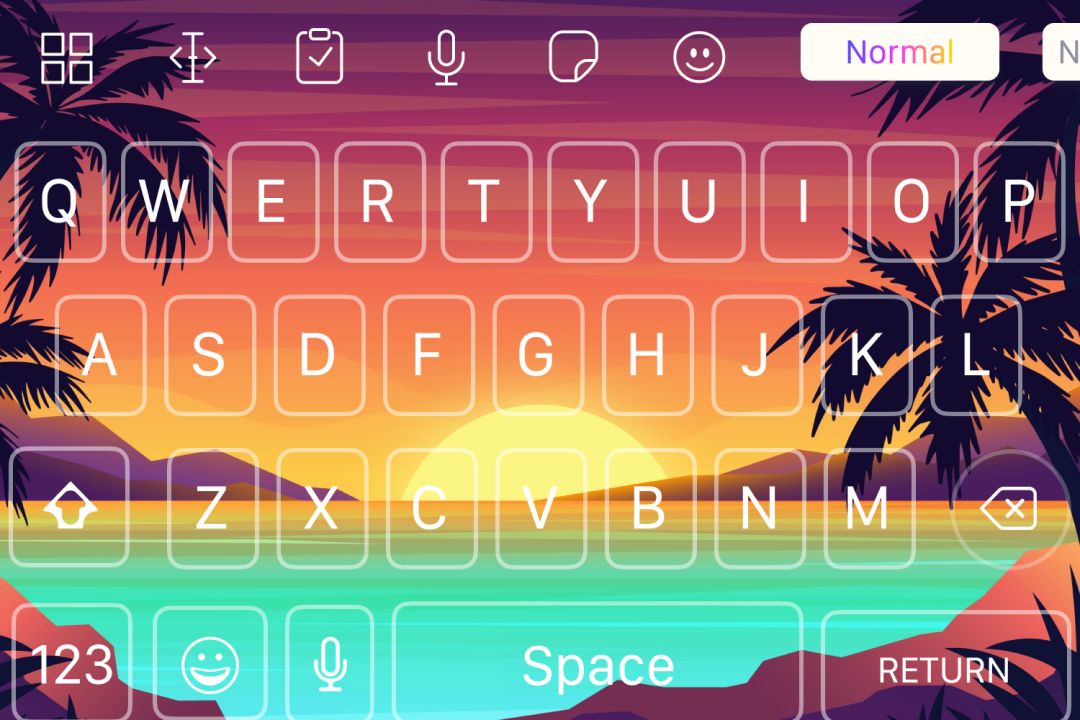 Normal N
Q W E R T Y U I O P
A S D F G H J K L
Z X C V B N M
123 Space RETURN